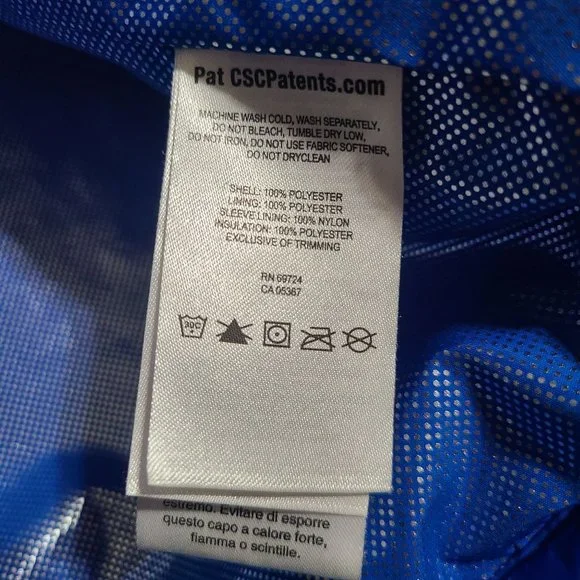 Pat CSCPatents.com
MACHINE WASH COLD, WASH SEPARATELY,
DO NOT BLEACH, TUMBLE DRY LOW,
DO NOT IRON, DO NOT USE FABRIC SOFTENER,
DO NOT DRYCLEAN
SHELL: 100% POLYESTER
LINING: 100% POLYESTER
SLEEVE LINING: 100% NYLON
INSULATION: 100% POLYESTER
EXCLUSIVE OF TRIMMING
RN 69724
CA 05367
30C
estremo. Evitare di esporre
questo capo a calore forte,
fiamma o scintille.